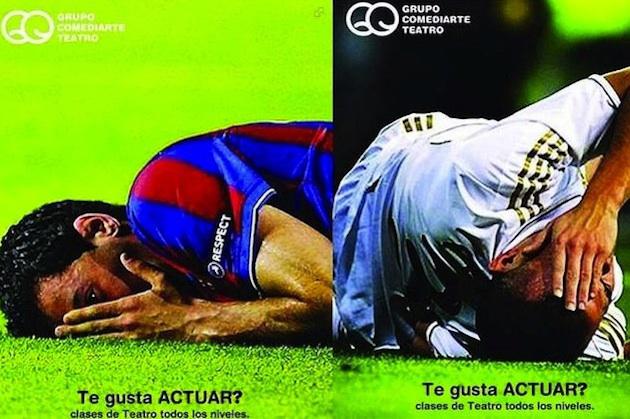 GRUPO
COMEDIARTE
TEATRO
RESPECT
Te gusta ACTUAR?
clases de Teatro todos los niveles.
GRUPO
COMEDIARTE
TEATRO
Te gusta ACTUAR?
clases de Teatro todos los niveles.